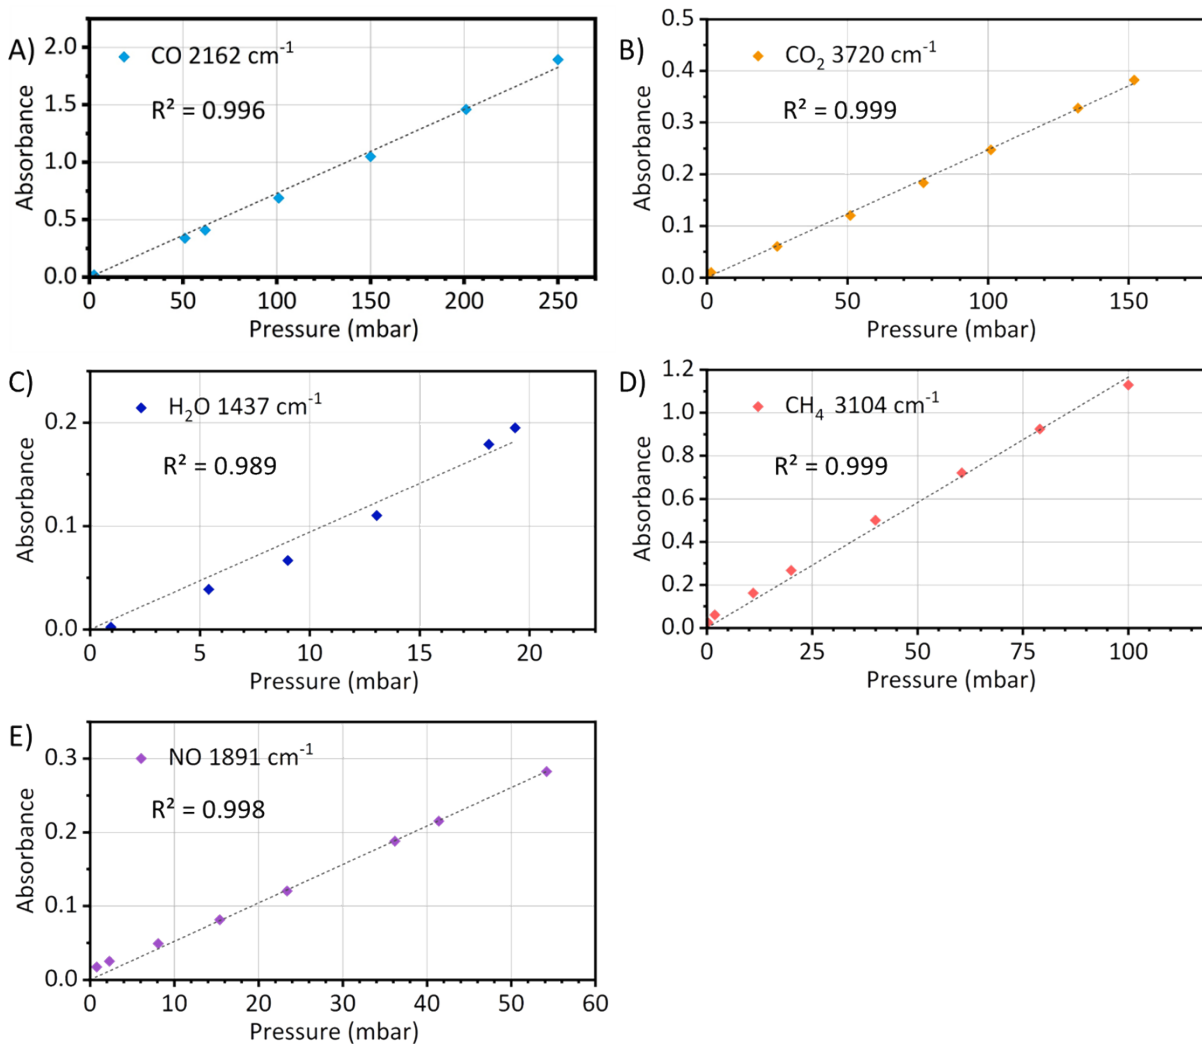 A)
CO 2162 cm⁻¹
R² = 0.996
Absorbance
2.0
1.5
1.0
0.5
0.0
0 50 100 150 200 250
Pressure (mbar)
B)
CO₂ 3720 cm⁻¹
R² = 0.999
Absorbance
0.5
0.4
0.3
0.2
0.1
0.0
0 50 100 150
Pressure (mbar)
C)
H₂O 1437 cm⁻¹
R² = 0.989
Absorbance
0.2
0.1
0.0
0 5 10 15 20
Pressure (mbar)
D)
CH₄ 3104 cm⁻¹
R² = 0.999
Absorbance
1.2
1.0
0.8
0.6
0.4
0.2
0.0
0 25 50 75 100
Pressure (mbar)
E)
NO 1891 cm⁻¹
R² = 0.998
Absorbance
0.3
0.2
0.1
0.0
0 10 20 30 40 50 60
Pressure (mbar)